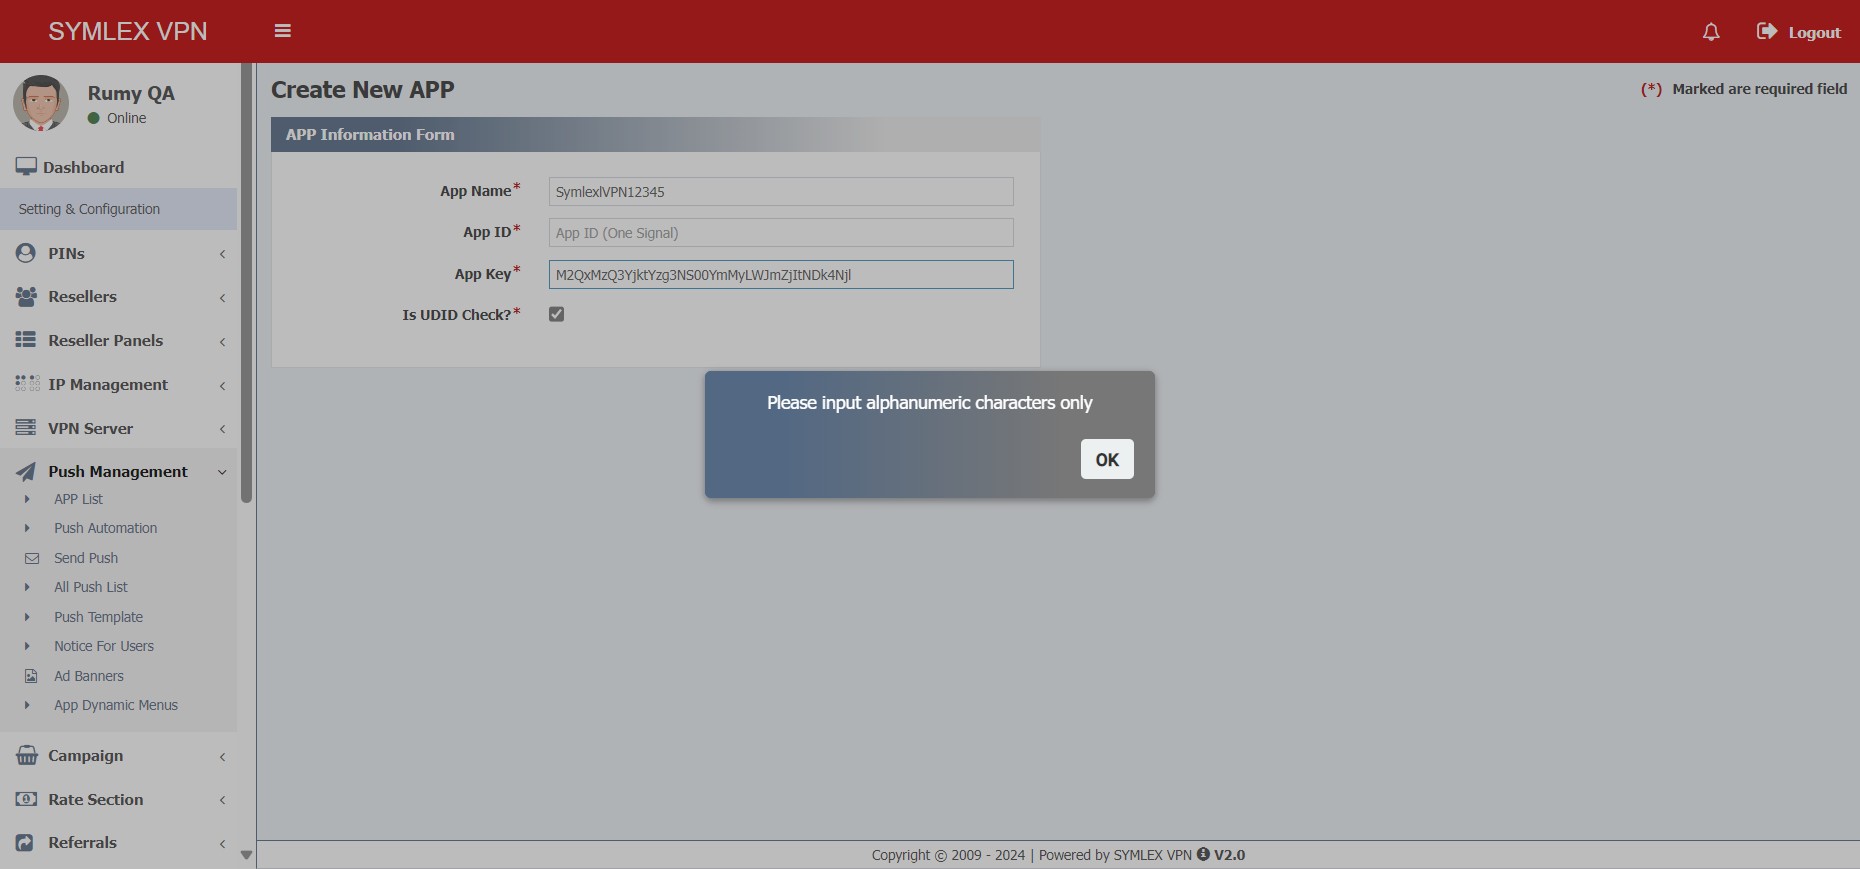 SYMLEX VPN
Logout
Rumy QA
Online
Dashboard
Setting & Configuration
PINs
Resellers
Reseller Panels
IP Management
VPN Server
Push Management
APP List
Push Automation
Send Push
All Push List
Push Template
Notice For Users
Ad Banners
App Dynamic Menus
Campaign
Rate Section
Referrals
Create New APP
(*) Marked are required field
APP Information Form
App Name* SymlexlVPN12345
App ID* App ID (One Signal)
App Key* M2QxMzQ3YjktYzg3NS00YmMyLWJmZjItNDk4Njl
Is UDID Check?*
Please input alphanumeric characters only
OK
Copyright © 2009 - 2024 | Powered by SYMLEX VPN V2.0